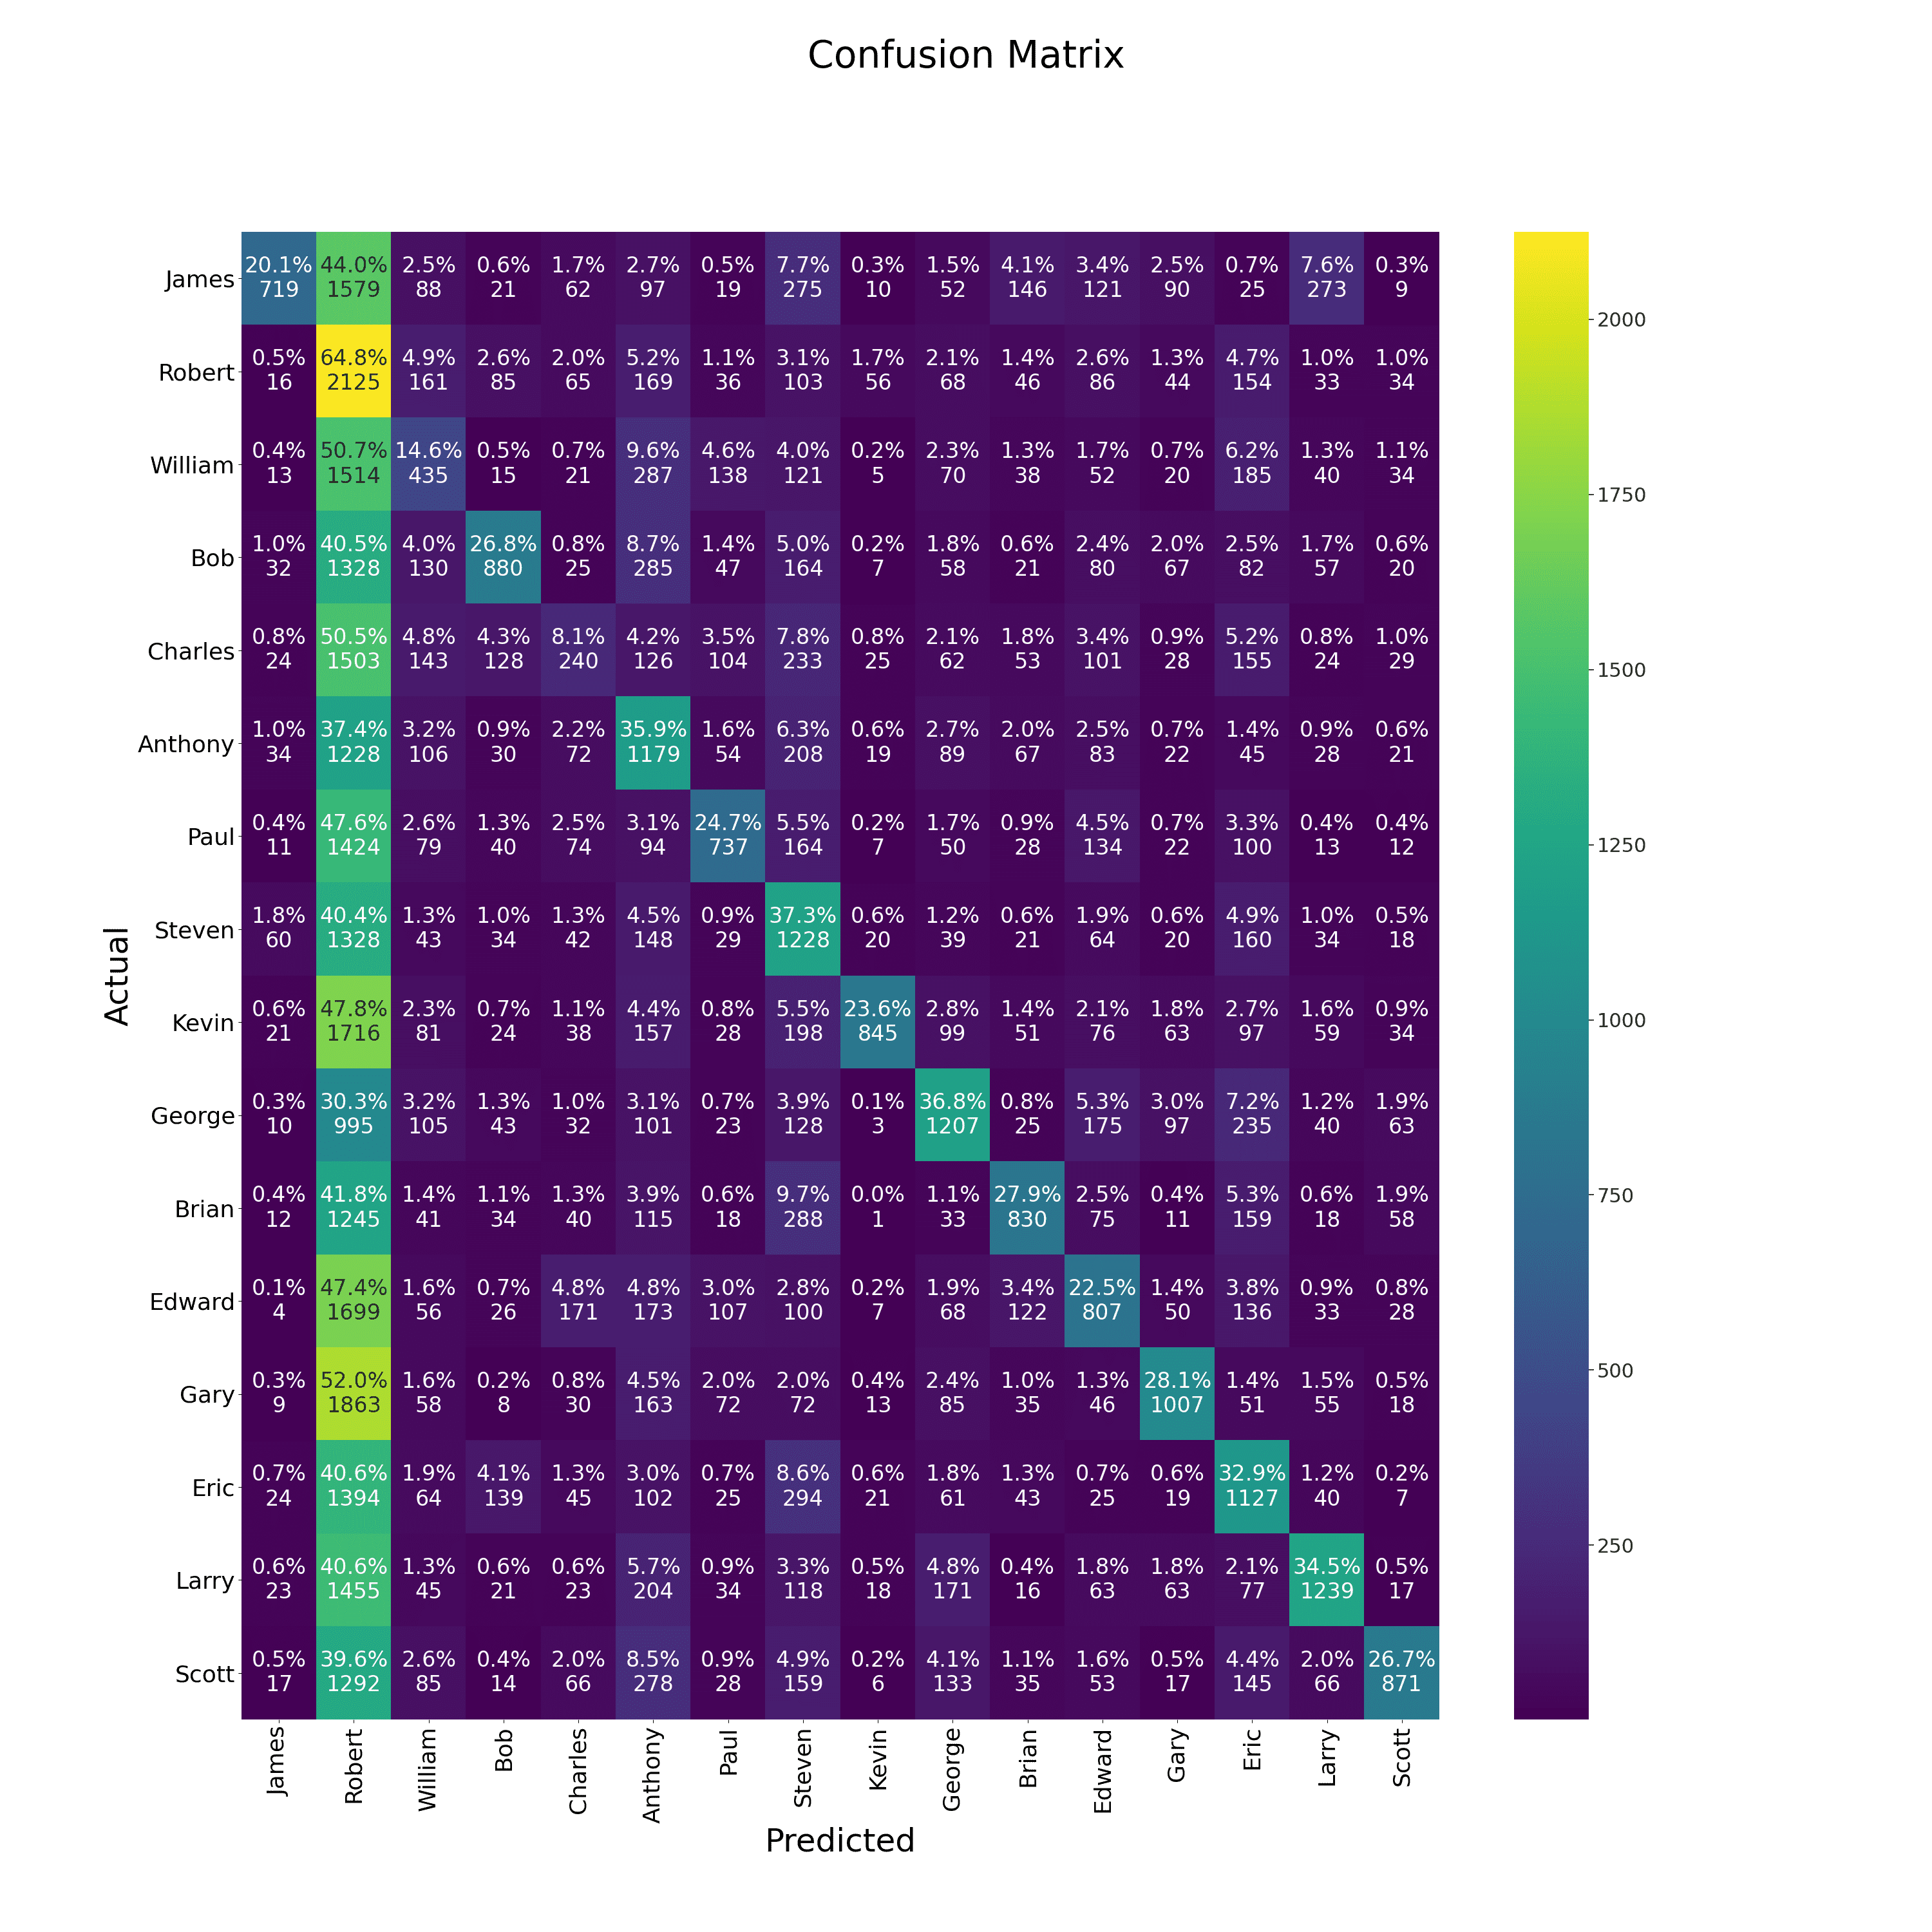 Confusion Matrix
James 20.1% 44.0% 2.5% 0.6% 1.7% 2.7% 0.5% 7.7% 0.3% 1.5% 4.1% 3.4% 2.5% 0.7% 7.6% 0.3%
719 1579 88 21 62 97 19 275 10 52 146 121 90 25 273 9
Robert 0.5% 64.8% 4.9% 2.6% 2.0% 5.2% 1.1% 3.1% 1.7% 2.1% 1.4% 2.6% 1.3% 4.7% 1.0% 1.0%
16 2125 161 85 65 169 36 103 56 68 46 86 44 154 33 34
William 0.4% 50.7% 14.6% 0.5% 0.7% 9.6% 4.6% 4.0% 0.2% 2.3% 1.3% 1.7% 0.7% 6.2% 1.3% 1.1%
13 1514 435 15 21 287 138 121 5 70 38 52 20 185 40 34
Bob 1.0% 40.5% 4.0% 26.8% 0.8% 8.7% 1.4% 5.0% 0.2% 1.8% 0.6% 2.4% 2.0% 2.5% 1.7% 0.6%
32 1328 130 880 25 285 47 164 7 58 21 80 67 82 57 20
Charles 0.8% 50.5% 4.8% 4.3% 8.1% 4.2% 3.5% 7.8% 0.8% 2.1% 1.8% 3.4% 0.9% 5.2% 0.8% 1.0%
24 1503 143 128 240 126 104 233 25 62 53 101 28 155 24 29
Anthony 1.0% 37.4% 3.2% 0.9% 2.2% 35.9% 1.6% 6.3% 0.6% 2.7% 2.0% 2.5% 0.7% 1.4% 0.9% 0.6%
34 1228 106 30 72 1179 54 208 19 89 67 83 22 45 28 21
Paul 0.4% 47.6% 2.6% 1.3% 2.5% 3.1% 24.7% 5.5% 0.2% 1.7% 0.9% 4.5% 0.7% 3.3% 0.4% 0.4%
11 1424 79 40 74 94 737 164 7 50 28 134 22 100 13 12
Steven 1.8% 40.4% 1.3% 1.0% 1.3% 4.5% 0.9% 37.3% 0.6% 1.2% 0.6% 1.9% 0.6% 4.9% 1.0% 0.5%
60 1328 43 34 42 148 29 1228 20 39 21 64 20 160 34 18
Kevin 0.6% 47.8% 2.3% 0.7% 1.1% 4.4% 0.8% 5.5% 23.6% 2.8% 1.4% 2.1% 1.8% 2.7% 1.6% 0.9%
21 1716 81 24 38 157 28 198 845 99 51 76 63 97 59 34
George 0.3% 30.3% 3.2% 1.3% 1.0% 3.1% 0.7% 3.9% 0.1% 36.8% 0.8% 5.3% 3.0% 7.2% 1.2% 1.9%
10 995 105 43 32 101 23 128 3 1207 25 175 97 235 40 63
Brian 0.4% 41.8% 1.4% 1.1% 1.3% 3.9% 0.6% 9.7% 0.0% 1.1% 27.9% 2.5% 0.4% 5.3% 0.6% 1.9%
12 1245 41 34 40 115 18 288 1 33 830 75 11 159 18 58
Edward 0.1% 47.4% 1.6% 0.7% 4.8% 4.8% 3.0% 2.8% 0.2% 1.9% 3.4% 22.5% 1.4% 3.8% 0.9% 0.8%
4 1699 56 26 171 173 107 100 7 68 122 807 50 136 33 28
Gary 0.3% 52.0% 1.6% 0.2% 0.8% 4.5% 2.0% 2.0% 0.4% 2.4% 1.0% 1.3% 28.1% 1.4% 1.5% 0.5%
9 1863 58 8 30 163 72 72 13 85 35 46 1007 51 55 18
Eric 0.7% 40.6% 1.9% 4.1% 1.3% 3.0% 0.7% 8.6% 0.6% 1.8% 1.3% 0.7% 0.6% 32.9% 1.2% 0.2%
24 1394 64 139 45 102 25 294 21 61 43 25 19 1127 40 7
Larry 0.6% 40.6% 1.3% 0.6% 0.6% 5.7% 0.9% 3.3% 0.5% 4.8% 0.4% 1.8% 1.8% 2.1% 34.5% 0.5%
23 1455 45 21 23 204 34 118 18 171 16 63 63 77 1239 17
Scott 0.5% 39.6% 2.6% 0.4% 2.0% 8.5% 0.9% 4.9% 0.2% 4.1% 1.1% 1.6% 0.5% 4.4% 2.0% 26.7%
17 1292 85 14 66 278 28 159 6 133 35 53 17 145 66 871
James Robert William Bob Charles Anthony Paul Steven Kevin George Brian Edward Gary Eric Larry Scott
Predicted
Actual
2000
1750
1500
1250
1000
750
500
250